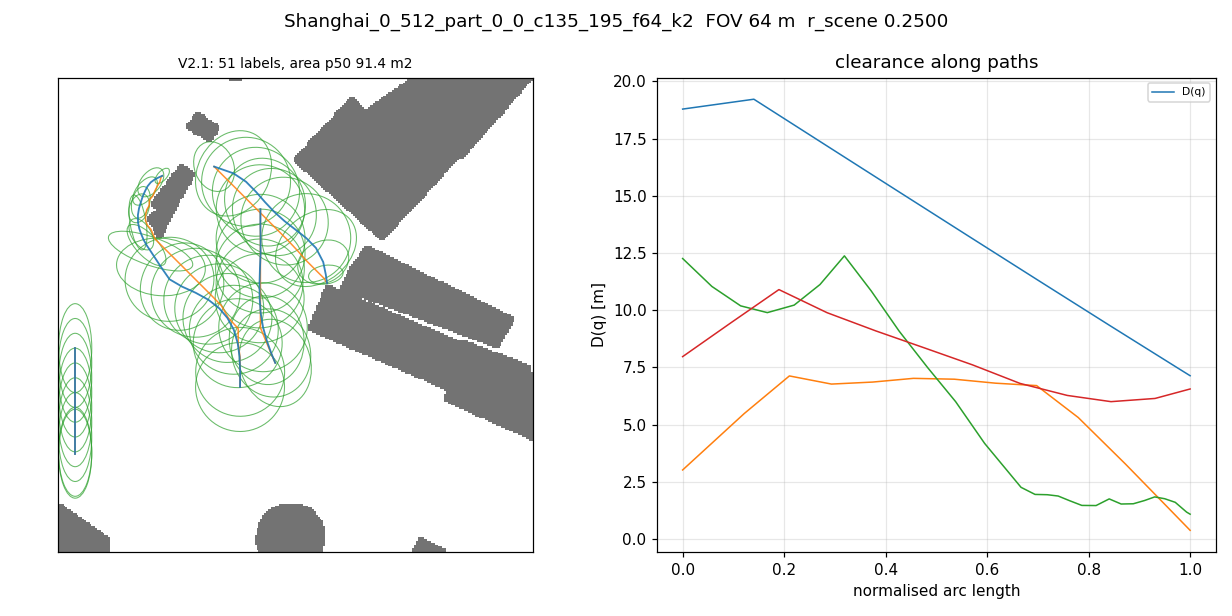 Shanghai_0_512_part_0_0_c135_195_f64_k2  FOV 64 m  r_scene 0.2500
V2.1: 51 labels, area p50 91.4 m2
clearance along paths
D(q)
20.0
17.5
15.0
12.5
10.0
7.5
5.0
2.5
0.0
D(q) [m]
0.0 0.2 0.4 0.6 0.8 1.0
normalised arc length